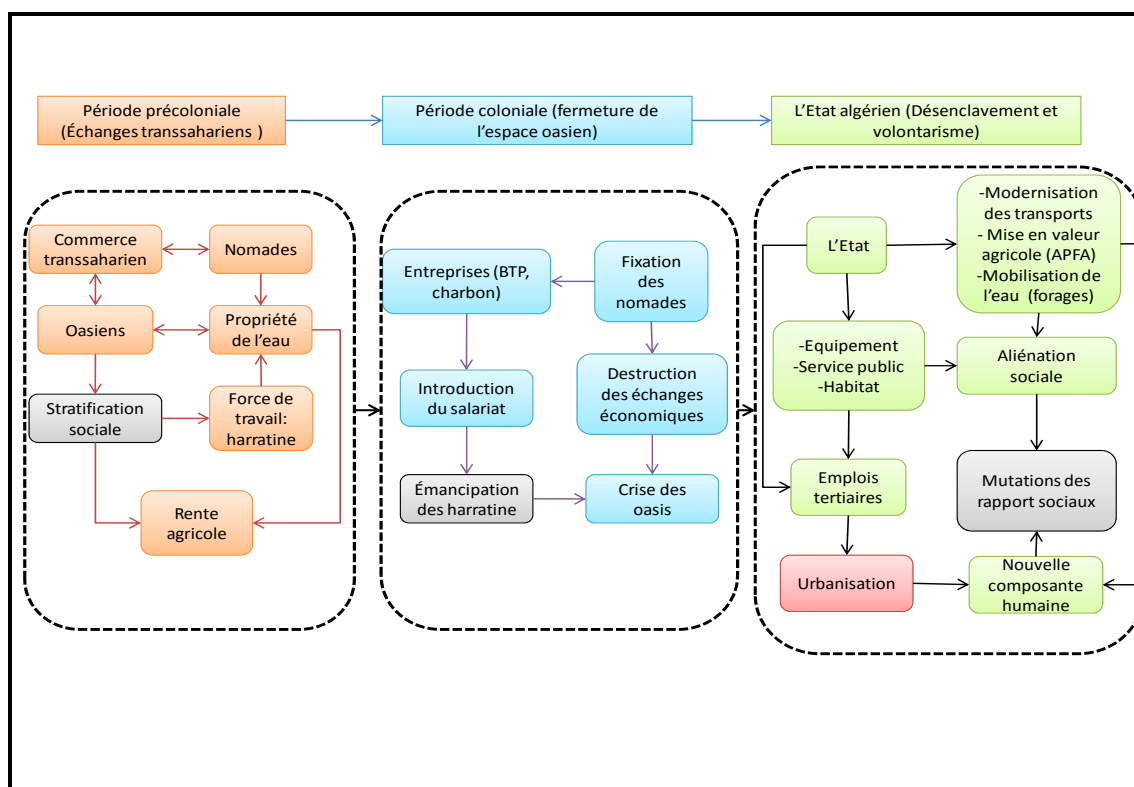 Période précoloniale
(Échanges transsahariens )
Période coloniale (fermeture de
l'espace oasien)
L'Etat algérien (Désenclavement et
volontarisme)
Commerce
transsaharien
Nomades
Oasiens
Propriété
de l'eau
Stratification
sociale
Force de
travail:
harratine
Rente
agricole
Entreprises (BTP,
charbon)
Fixation
des
nomades
Introduction
du salariat
Destruction
des échanges
économiques
Émancipation
des harratine
Crise des
oasis
L'Etat
-Modernisation
des transports
- Mise en valeur
agricole (APFA)
-Mobilisation de
l'eau  (forages)
-Equipement
-Service public
-Habitat
Aliénation
sociale
Emplois
tertiaires
Mutations des
rapport sociaux
Urbanisation
Nouvelle
composante
humaine